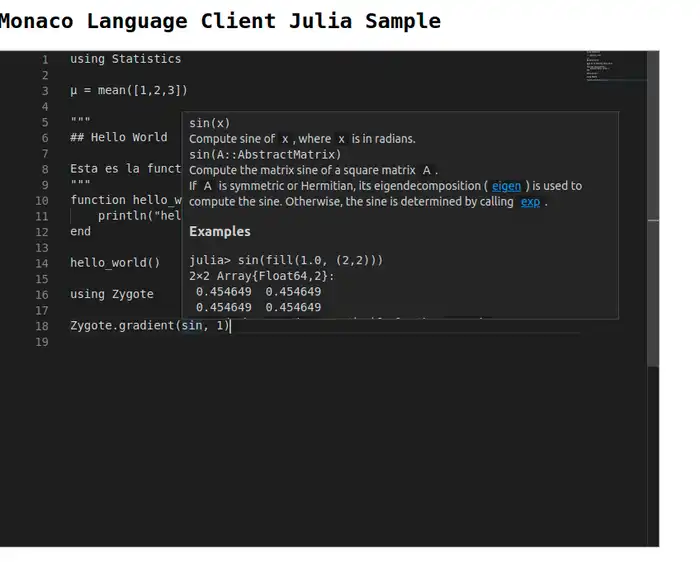 Monaco Language Client Julia Sample
1 using Statistics
2
3 μ = mean([1,2,3])
4
5 """
6 ## Hello World
7
8 Esta es la funct
9 """
10 function hello_w
11 println("hel
12 end
13
14 hello_world()
15
16 using Zygote
17
18 Zygote.gradient(sin, 1)
19
sin(x)
Compute sine of x , where x is in radians.
sin(A::AbstractMatrix)
Compute the matrix sine of a square matrix A .
If A is symmetric or Hermitian, its eigendecomposition ( eigen ) is used to
compute the sine. Otherwise, the sine is determined by calling exp .
Examples
julia> sin(fill(1.0, (2,2)))
2×2 Array{Float64,2}:
0.454649 0.454649
0.454649 0.454649